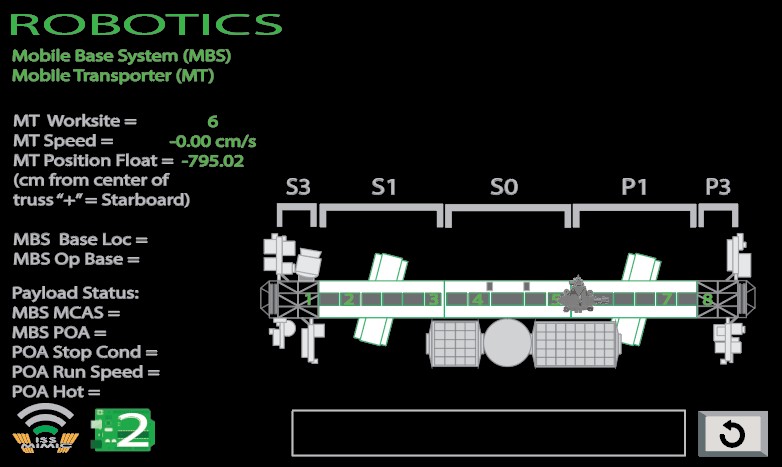 ROBOTICS
Mobile Base System (MBS)
Mobile Transporter (MT)
MT Worksite = 6
MT Speed = -0.00 cm/s
MT Position Float = -795.02
(cm from center of
truss "+" = Starboard)
S3 S1 S0 P1 P3
MBS Base Loc =
MBS Op Base =
1 2 3 4 5 7 8
Payload Status:
MBS MCAS =
MBS POA =
POA Stop Cond =
POA Run Speed =
POA Hot =
ISS
MIMIC
2